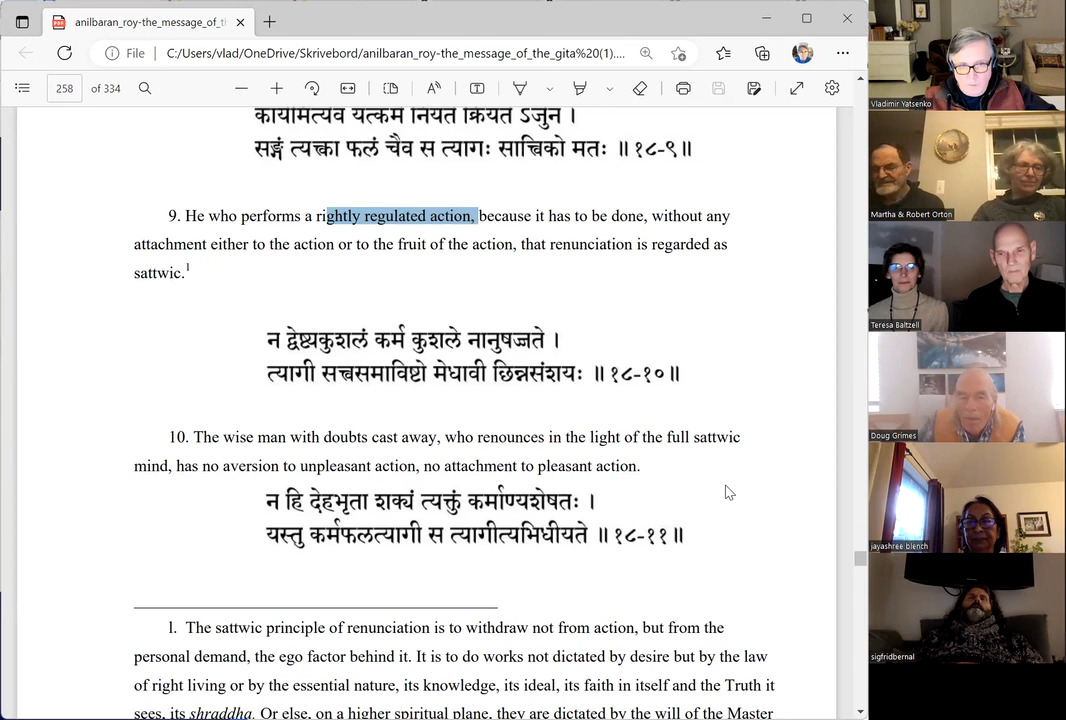 anilbaran_roy-the_message_of_th
File
C:/Users/vlad/OneDrive/Skrivebord/anilbaran_roy-the_message_of_the_gita%20(1)....
258 of 334
कार्यमित्येव यत्कर्म नियतं क्रियते ऽर्जुन ।
सङ्गं त्यक्त्वा फलं चैव स त्यागः सात्त्विको मतः ॥१८-९॥
9. He who performs a rightly regulated action, because it has to be done, without any
attachment either to the action or to the fruit of the action, that renunciation is regarded as
sattwic.1
न द्वेष्ट्यकुशलं कर्म कुशले नानुषज्जते ।
त्यागी सत्त्वसमाविष्टो मेधावी छिन्नसंशयः ॥१८-१०॥
10. The wise man with doubts cast away, who renounces in the light of the full sattwic
mind, has no aversion to unpleasant action, no attachment to pleasant action.
न हि देहभृता शक्यं त्यक्तुं कर्माण्यशेषतः ।
यस्तु कर्मफलत्यागी स त्यागीत्यभिधीयते ॥१८-११॥
l. The sattwic principle of renunciation is to withdraw not from action, but from the
personal demand, the ego factor behind it. It is to do works not dictated by desire but by the law
of right living or by the essential nature, its knowledge, its ideal, its faith in itself and the Truth it
sees, its shraddha. Or else, on a higher spiritual plane, they are dictated by the will of the Master
Vladimir Yatsenko
Martha & Robert Orton
Teresa Baltzell
Doug Grimes
jayashree blench
sigfridbernal